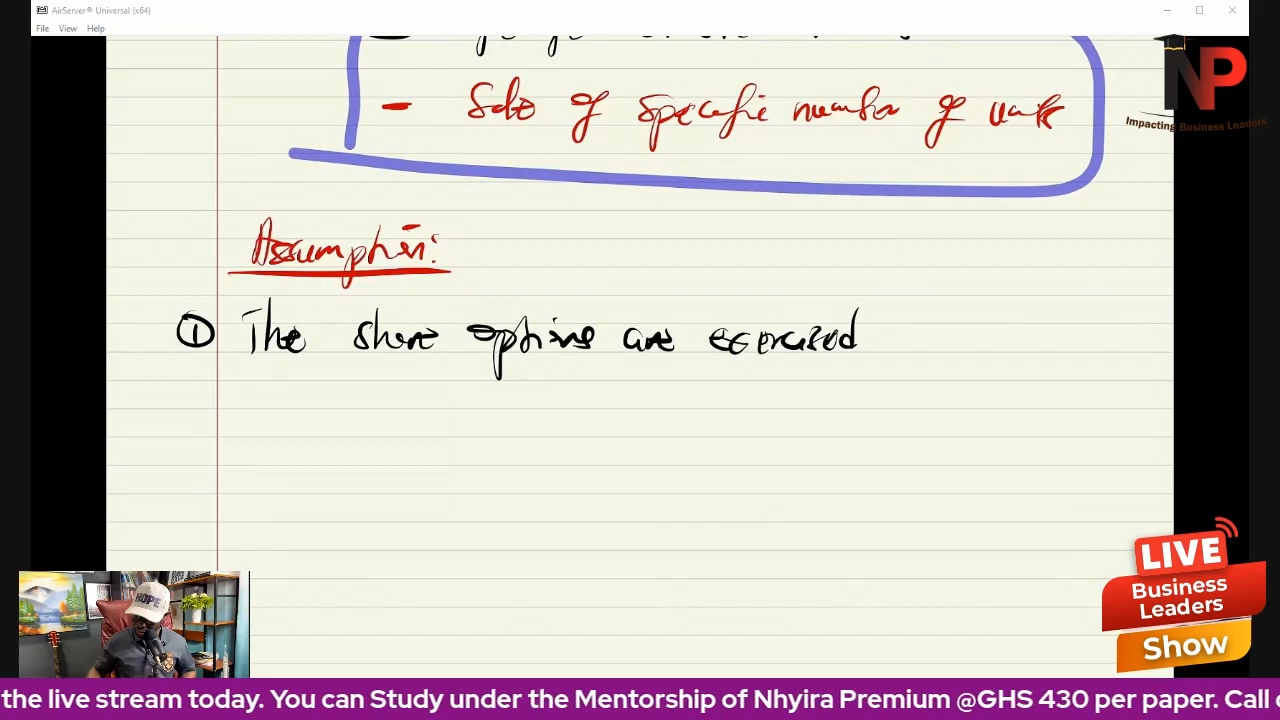 AirServer® Universal (x64)
File View Help
NP
Impacting Business Leaders
- Sale of specific number of units
Assumption:
① The share options are exercised
HOPE
LIVE
Business
Leaders
Show
the live stream today. You can Study under the Mentorship of Nhyira Premium @GHS 430 per paper. Call